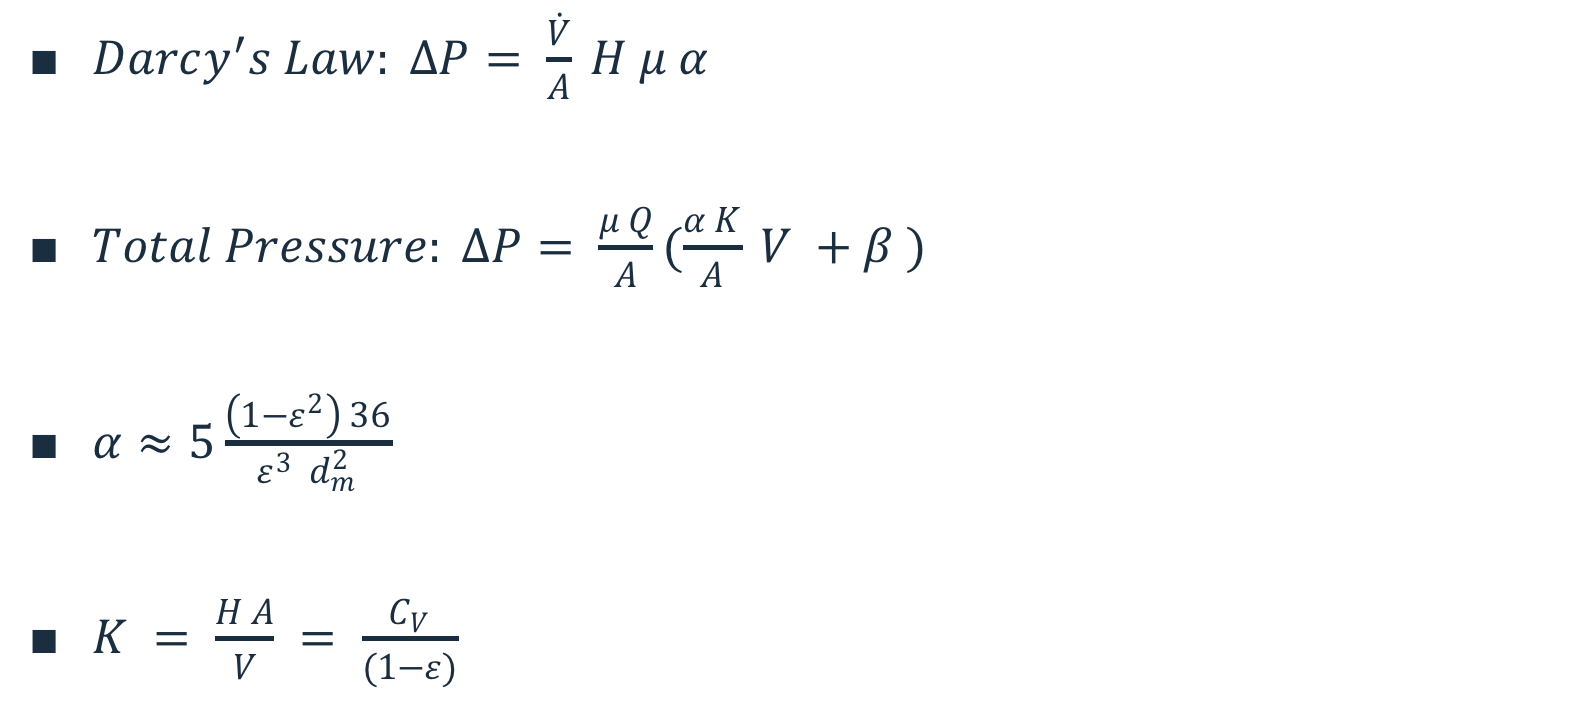 ■ Darcy's Law: ΔP = V̇/A H μ α
■ Total Pressure: ΔP = μ Q/A (α K/A V + β )
■ α ≈ 5 (1−ε²) 36/ε³ d_m²
■ K = H A/V = C_V/(1−ε)